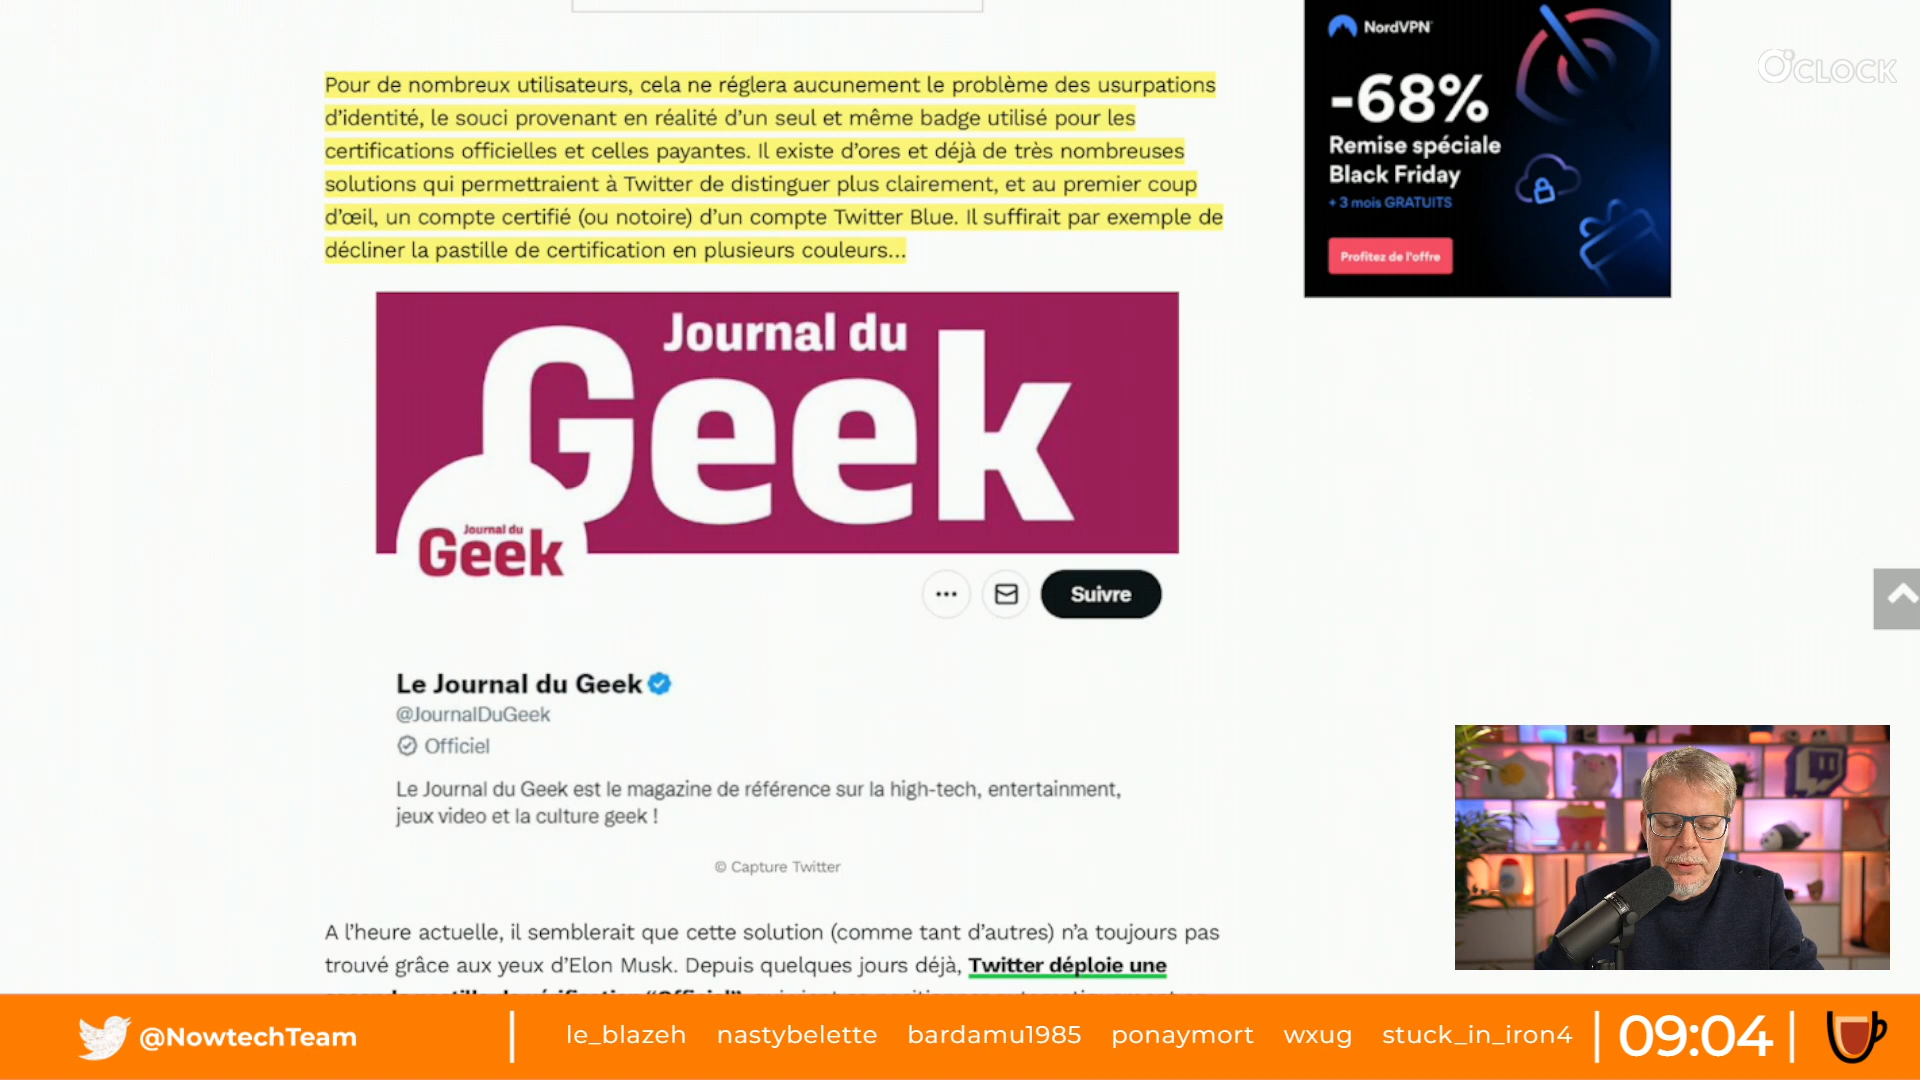 Pour de nombreux utilisateurs, cela ne réglera aucunement le problème des usurpations
d'identité, le souci provenant en réalité d'un seul et même badge utilisé pour les
certifications officielles et celles payantes. Il existe d'ores et déjà de très nombreuses
solutions qui permettraient à Twitter de distinguer plus clairement, et au premier coup
d'œil, un compte certifié (ou notoire) d'un compte Twitter Blue. Il suffirait par exemple de
décliner la pastille de certification en plusieurs couleurs...
NordVPN
-68%
Remise spéciale
Black Friday
+ 3 mois GRATUITS
Profitez de l'offre
O'CLOCK
Journal du
Geek
Journal du
Geek
Suivre
Le Journal du Geek
@JournalDuGeek
Officiel
Le Journal du Geek est le magazine de référence sur la high-tech, entertainment,
jeux video et la culture geek !
© Capture Twitter
A l'heure actuelle, il semblerait que cette solution (comme tant d'autres) n'a toujours pas
trouvé grâce aux yeux d'Elon Musk. Depuis quelques jours déjà, Twitter déploie une
@NowtechTeam
le_blazeh nastybelette bardamu1985 ponaymort wxug stuck_in_iron4
09:04